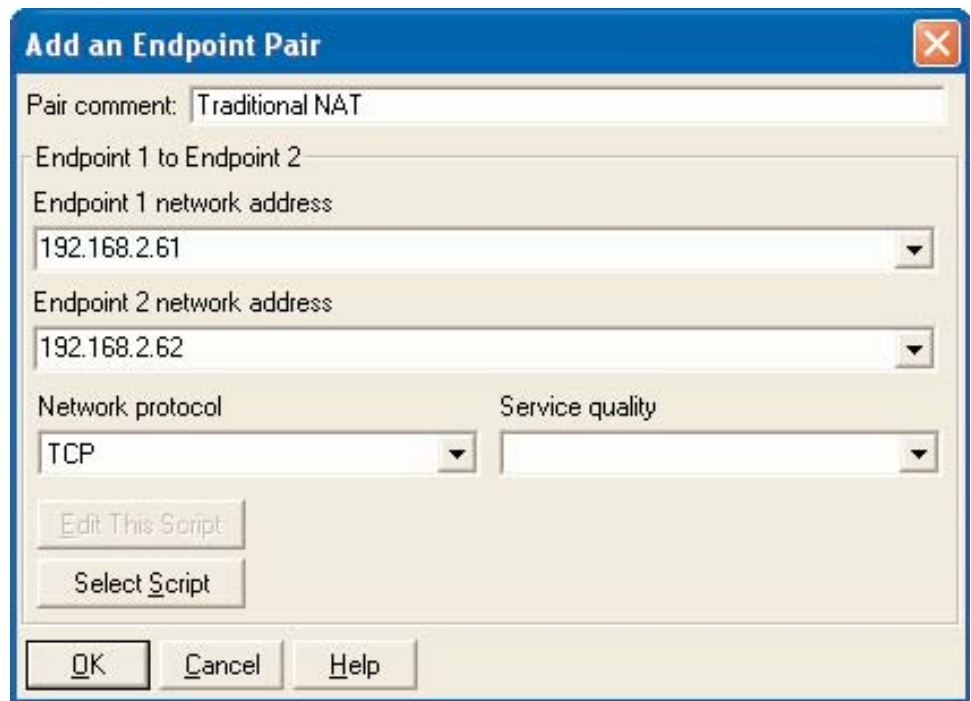 Add an Endpoint Pair
Pair comment: Traditional NAT
Endpoint 1 to Endpoint 2
Endpoint 1 network address
192.168.2.61
Endpoint 2 network address
192.168.2.62
Network protocol Service quality
TCP
Edit This Script
Select Script
OK Cancel Help